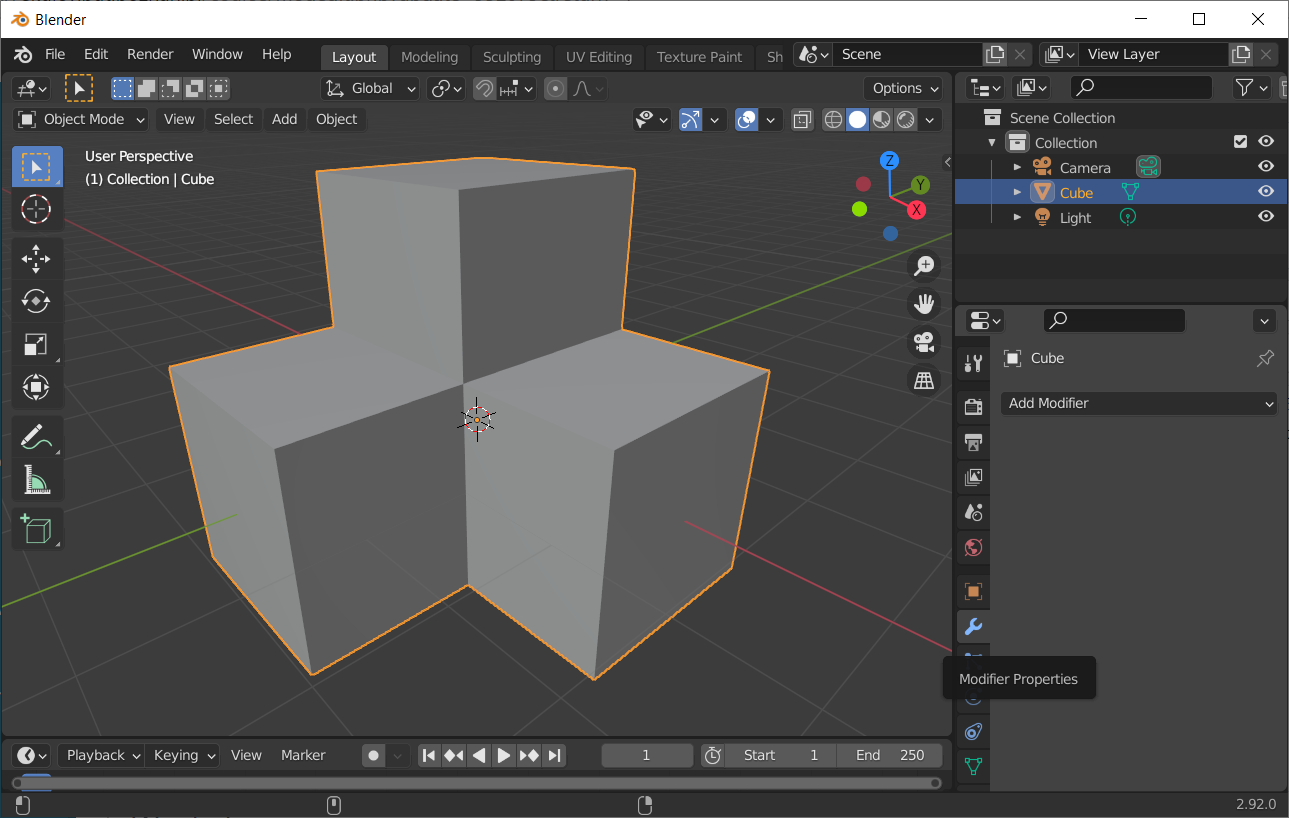 Blender
File Edit Render Window Help Layout Modeling Sculpting UV Editing Texture Paint Sh Scene View Layer
Global Options
Object Mode View Select Add Object
User Perspective
(1) Collection | Cube
Z
Y
X
Scene Collection
Collection
Camera
Cube
Light
Cube
Add Modifier
Modifier Properties
Playback Keying View Marker 1 Start 1 End 250
2.92.0